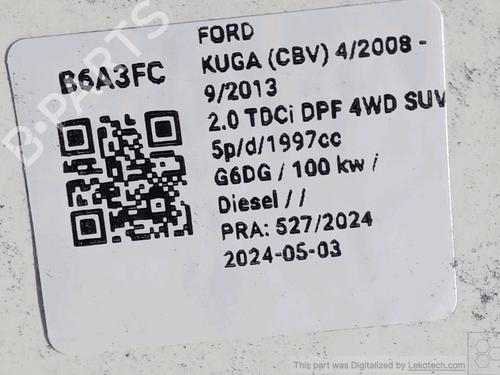 B-PARTS
B6A3FC
FORD
KUGA (CBV) 4/2008 -
9/2013
2.0 TDCi DPF 4WD SUV
5p/d/1997cc
G6DG / 100 kw /
Diesel / /
PRA: 527/2024
2024-05-03
This part was Digitalized by Lekotech.com